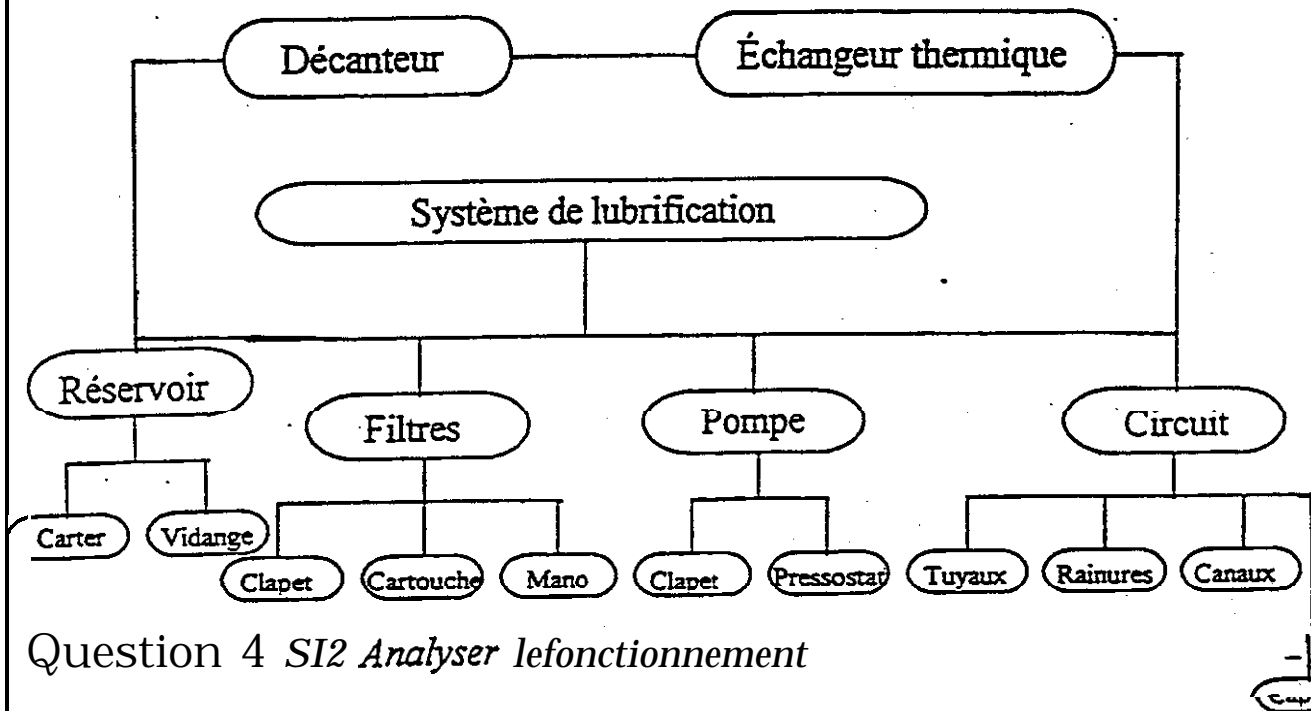 Décanteur
Échangeur thermique
Système de lubrification
Réservoir
Filtres
Pompe
Circuit
Carter
Vidange
Clapet
Cartouche
Mano
Clapet
Pressostat
Tuyaux
Rainures
Canaux
Question 4 SI2 Analyser lefonctionnement